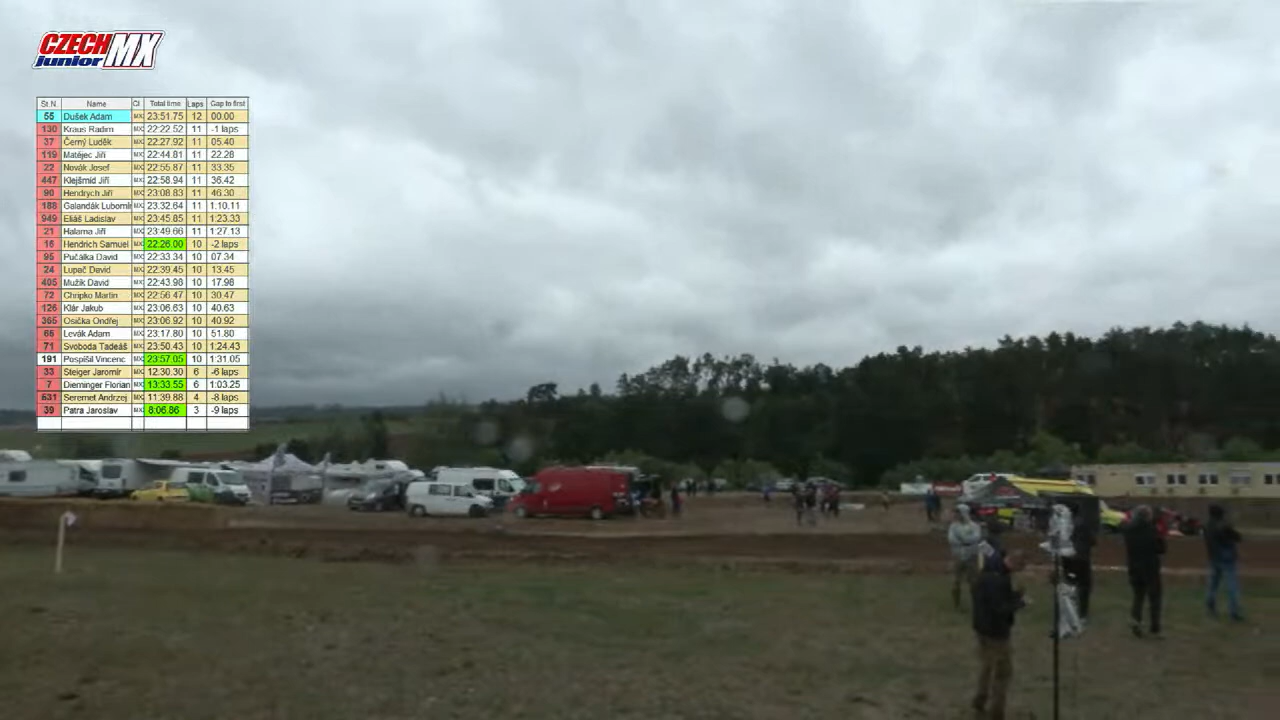 CZECH
junior MX
St.N. Name Cl Total time Laps Gap to first
55 Dušek Adam MX 23:51.75 12 00.00
130 Kraus Radim MX 22:22.52 11 -1 laps
37 Černý Luděk MX 22:27.92 11 05.40
119 Matějec Jiří MX 22:44.81 11 22.28
22 Novák Josef MX 22:55.87 11 33.35
447 Klejšmíd Jiří MX 22:58.94 11 36.42
90 Hendrych Jiří MX 23:08.83 11 46.30
188 Galandák Lubomír MX 23:32.64 11 1:10.11
949 Eliáš Ladislav MX 23:45.85 11 1:23.33
21 Halama Jiří MX 23:49.66 11 1:27.13
16 Hendrich Samuel MX 22:26.00 10 -2 laps
95 Pučálka David MX 22:33.34 10 07.34
24 Lupač David MX 22:39.45 10 13.45
405 Mužík David MX 22:43.98 10 17.98
72 Chripko Martin MX 22:56.47 10 30.47
126 Klár Jakub MX 23:06.63 10 40.63
365 Osička Ondřej MX 23:06.92 10 40.92
66 Levák Adam MX 23:17.80 10 51.80
71 Svoboda Tadeáš MX 23:50.43 10 1:24.43
191 Pospíšil Vincenc MX 23:57.05 10 1:31.05
33 Steiger Jaromír MX 12:30.30 6 -6 laps
7 Dieminger Florian MX 13:33.55 6 1:03.25
631 Seremet Andrzej MX 11:39.88 4 -8 laps
39 Patra Jaroslav MX 8:06.86 3 -9 laps